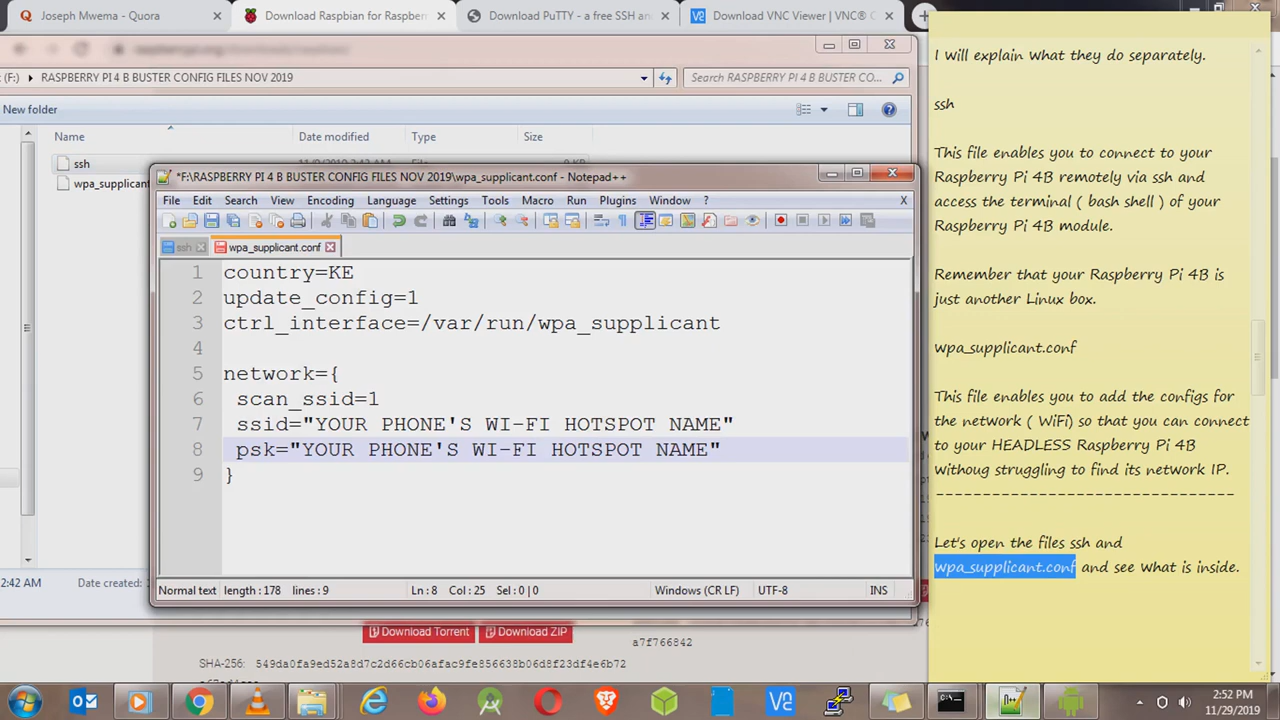 Joseph Mwema - Quora
Download Raspbian for Raspber
Download PuTTY - a free SSH an
Download VNC Viewer | VNC® C
(F:) RASPBERRY PI 4 B BUSTER CONFIG FILES NOV 2019
Search RASPBERRY PI 4 B BUSTER CO...
New folder
Name Date modified Type Size
ssh
wpa_supplicant
*F:\RASPBERRY PI 4 B BUSTER CONFIG FILES NOV 2019\wpa_supplicant.conf - Notepad++
File Edit Search View Encoding Language Settings Tools Macro Run Plugins Window ? X
ssh wpa_supplicant.conf
1 country=KE
2 update_config=1
3 ctrl_interface=/var/run/wpa_supplicant
4
5 network={
6 scan_ssid=1
7 ssid="YOUR PHONE'S WI-FI HOTSPOT NAME"
8 psk="YOUR PHONE'S WI-FI HOTSPOT NAME"
9 }
Normal text length : 178 lines : 9 Ln : 8 Col : 25 Sel : 0 | 0 Windows (CR LF) UTF-8 INS
2:42 AM Date created:
Download Torrent Download ZIP
a7f766842
SHA-256: 549da0fa9ed52a8d7c2d66cb06afac9fe856638b06d8f23df4e6b72
I Will explain What they do separately.
ssh
This file enables you to connect to your
Raspberry Pi 4B remotely via ssh and
access the terminal ( bash shell ) of your
Raspberry Pi 4B module.
Remember that your Raspberry Pi 4B is
just another Linux box.
wpa_supplicant.conf
This file enables you to add the configs for
the network ( WiFi) so that you can connect
to your HEADLESS Raspberry Pi 4B
withoug struggling to find its network IP.
--------------------------------
Let's open the files ssh and
wpa_supplicant.conf and see What is inside.
2:52 PM
11/29/2019